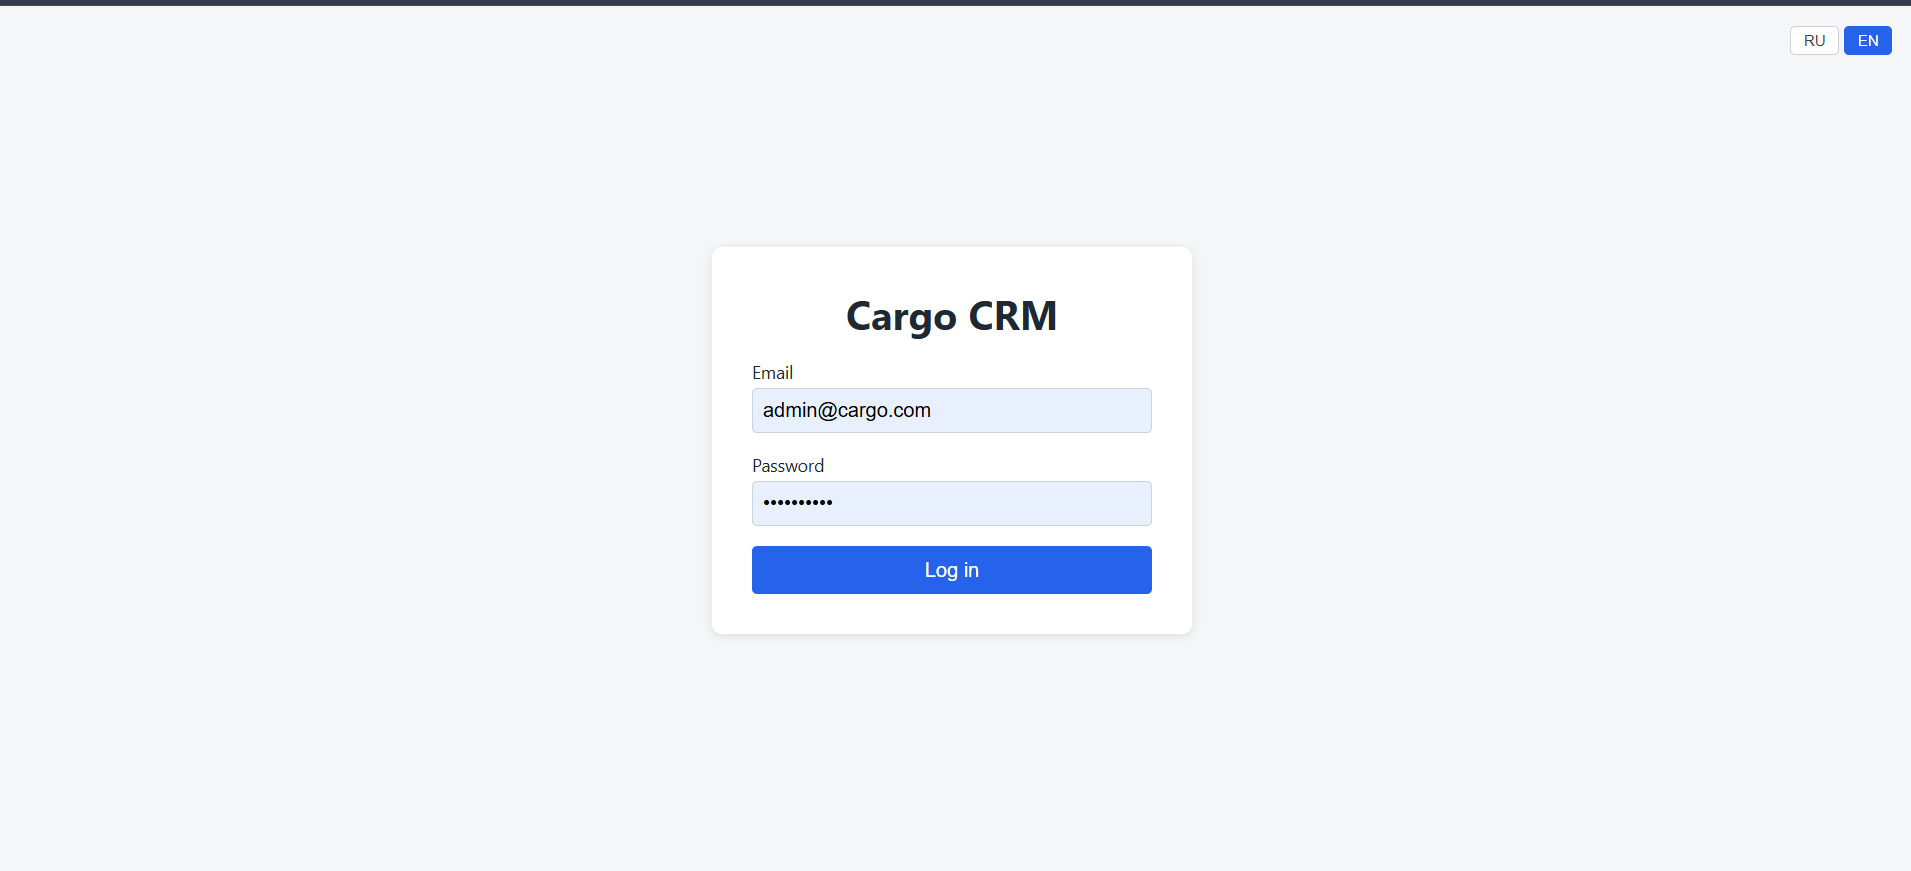 RU EN
Cargo CRM
Email
admin@cargo.com
Password
••••••••••
Log in